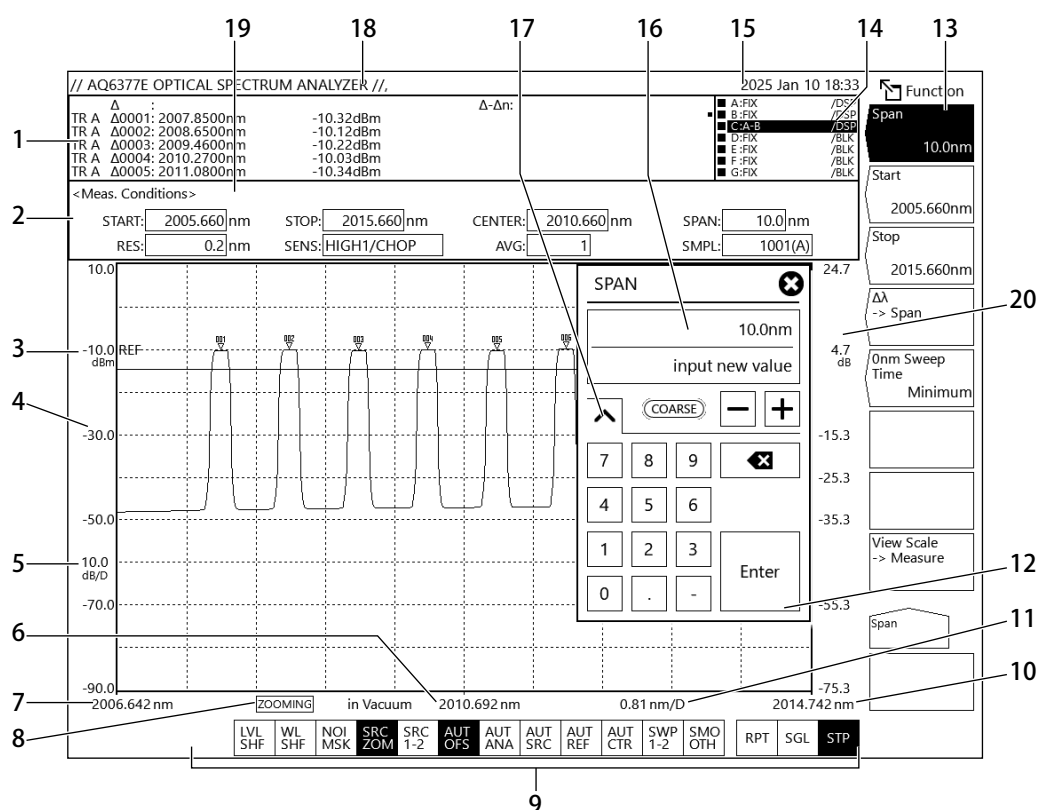 19 18 17 16 15 14 13
// AQ6377E OPTICAL SPECTRUM ANALYZER //, 2025 Jan 10 18:33
Function
Δ : Δ-Δn:
TR A Δ0001: 2007.8500nm -10.32dBm
TR A Δ0002: 2008.6500nm -10.12dBm
TR A Δ0003: 2009.4600nm -10.22dBm
TR A Δ0004: 2010.2700nm -10.03dBm
TR A Δ0005: 2011.0800nm -10.34dBm
A:FIX /DSP
B:FIX /DSP
C:A-B /DSP
D:FIX /BLK
E:FIX /BLK
F:FIX /BLK
G:FIX /BLK
1
<Meas. Conditions>
2
START: 2005.660 nm STOP: 2015.660 nm CENTER: 2010.660 nm SPAN: 10.0 nm
RES: 0.2 nm SENS: HIGH1/CHOP AVG: 1 SMPL: 1001(A)
Span
10.0nm
Start
2005.660nm
Stop
2015.660nm
Δλ
-> Span
0nm Sweep
Time
Minimum
View Scale
-> Measure
Span
20
10.0
3
-10.0 REF
dBm
4
-30.0
-50.0
5
10.0
dB/D
-70.0
-90.0
001 002 003 004 005 006
SPAN
10.0nm
input new value
COARSE
7 8 9
4 5 6
1 2 3
0 . -
Enter
24.7
4.7
dB
-15.3
-25.3
-35.3
-55.3
-75.3
12
11
10
6
7
8
2006.642 nm ZOOMING in Vacuum 2010.692 nm 0.81 nm/D 2014.742 nm
LVL
SHF
WL
SHF
NOI
MSK
SRC
ZOM
SRC
1-2
AUT
OFS
AUT
ANA
AUT
SRC
AUT
REF
AUT
CTR
SWP
1-2
SMO
OTH
RPT SGL STP
9